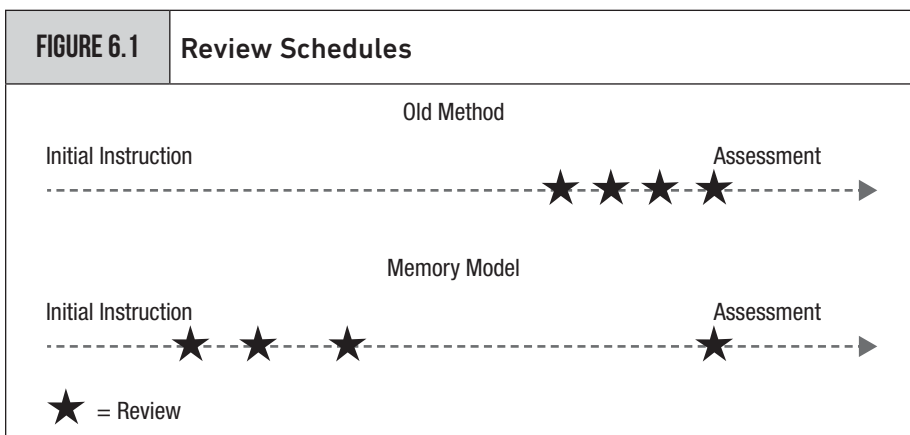 FIGURE 6.1 Review Schedules
Old Method
Initial Instruction Assessment
Memory Model
Initial Instruction Assessment
= Review